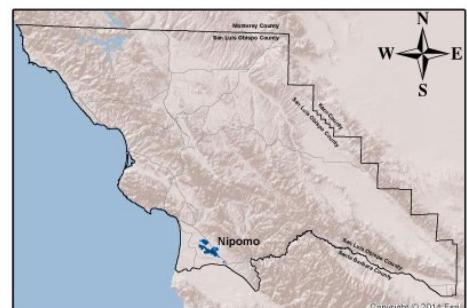 Monterey County
San Luis Obispo County
N
W
E
S
Kern County
San Luis Obispo County
Nipomo
San Luis Obispo County
Santa Barbara County
Copyright © 2014 Esri